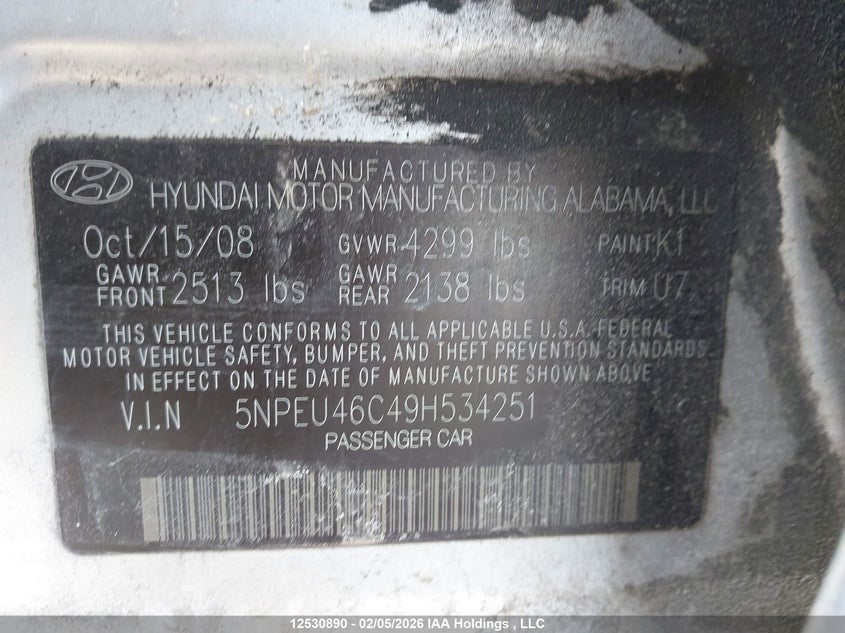 MANUFACTURED BY
HYUNDAI MOTOR MANUFACTURING ALABAMA, LLC
Oct/15/08 GVWR 4299 lbs PAINT K1
GAWR FRONT 2513 lbs GAWR REAR 2138 lbs TRIM U7
THIS VEHICLE CONFORMS TO ALL APPLICABLE U.S.A. FEDERAL
MOTOR VEHICLE SAFETY, BUMPER, AND THEFT PREVENTION STANDARDS
IN EFFECT ON THE DATE OF MANUFACTURE SHOWN ABOVE.
V.I.N 5NPEU46C49H534251
PASSENGER CAR
12530890 - 02/05/2026 IAA Holdings, LLC